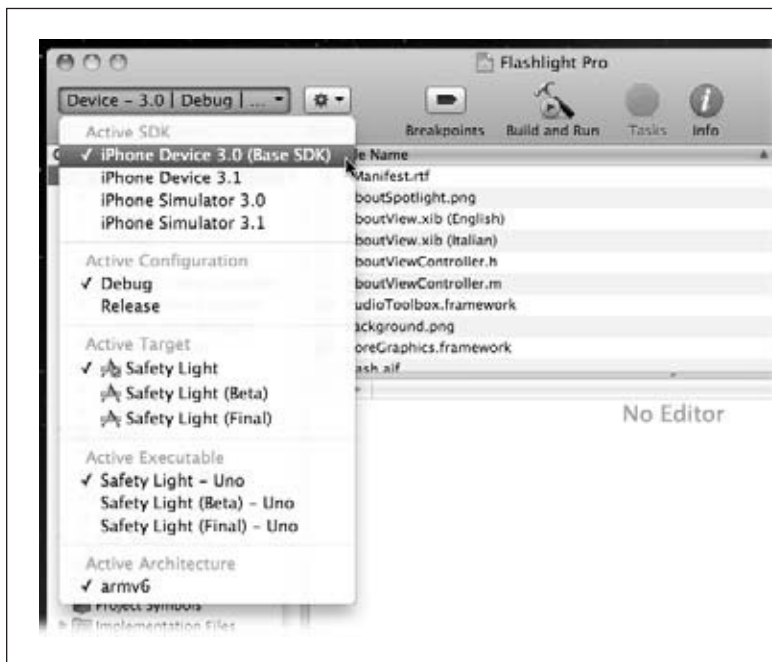 Flashlight Pro
Device – 3.0 | Debug | ...
Breakpoints
Build and Run
Tasks
Info
Active SDK
✓ iPhone Device 3.0 (Base SDK)
iPhone Device 3.1
iPhone Simulator 3.0
iPhone Simulator 3.1
Active Configuration
✓ Debug
Release
Active Target
✓ Safety Light
Safety Light (Beta)
Safety Light (Final)
Active Executable
✓ Safety Light – Uno
Safety Light (Beta) – Uno
Safety Light (Final) – Uno
Active Architecture
✓ armv6
Project Symbols
Implementation Files
le Name
Manifest.rtf
boutSpotlight.png
boutView.xib (English)
boutView.xib (Italian)
boutViewController.h
boutViewController.m
udioToolbox.framework
ackground.png
oreGraphics.framework
ash.aif
No Editor